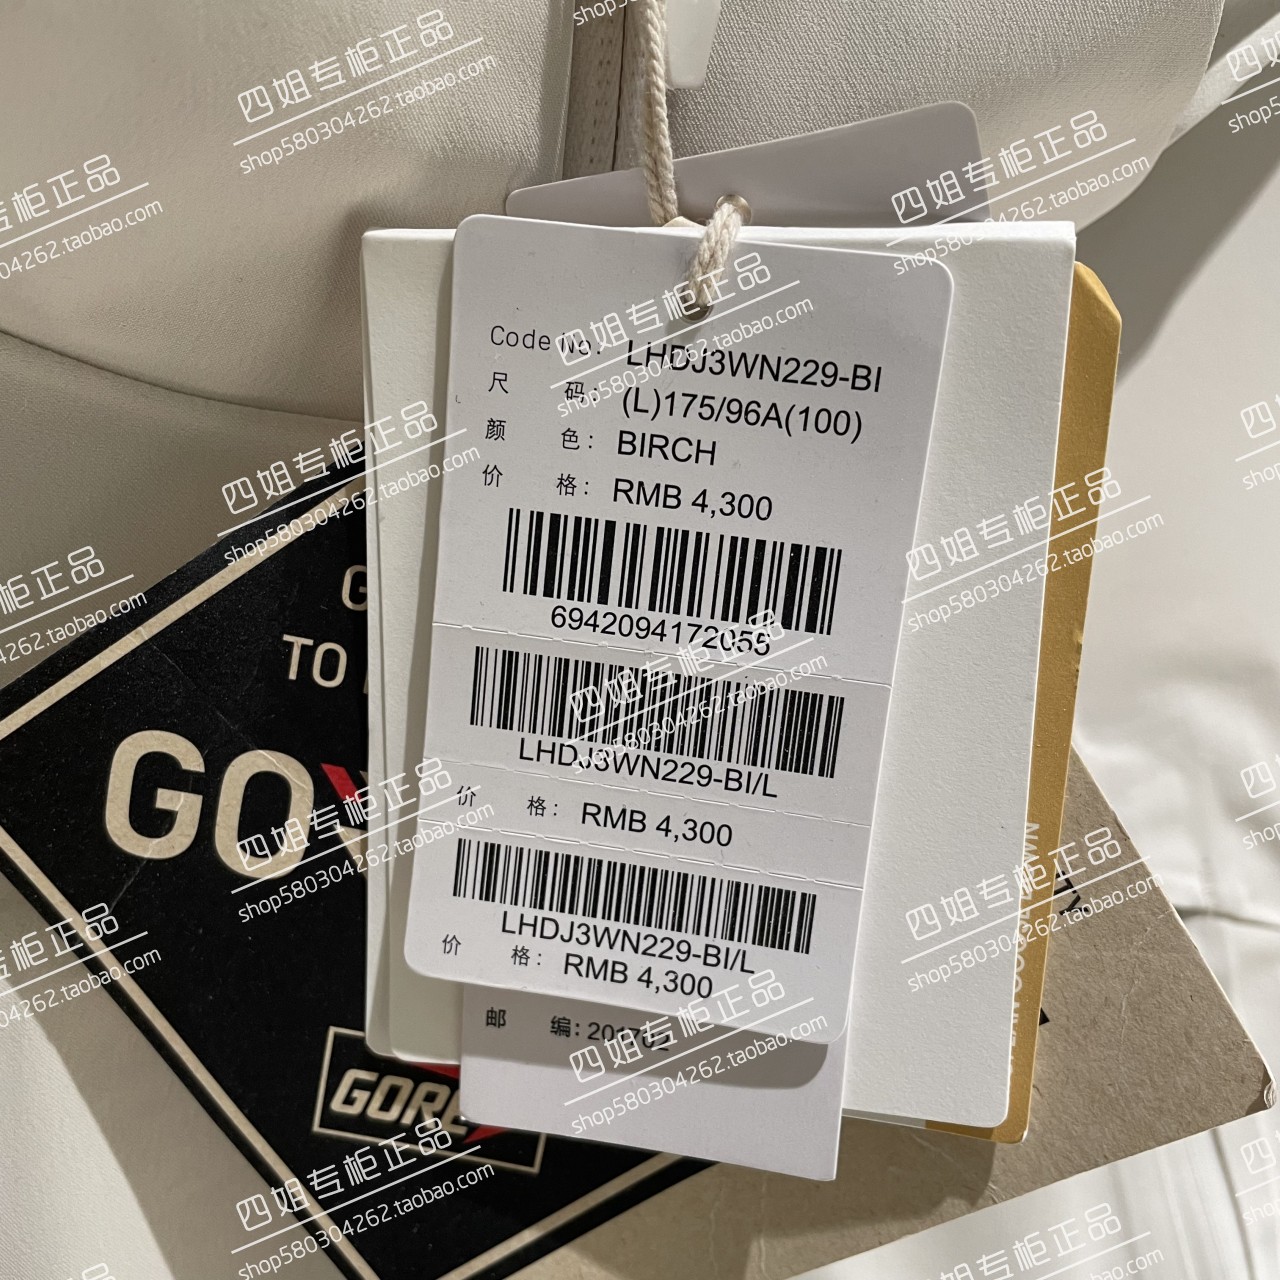 Code No: LHDJ3WN229-BI
尺 码: (L)175/96A(100)
颜 色: BIRCH
价 格: RMB 4,300
6942094172055
LHDJ3WN229-BI/L
价 格: RMB 4,300
LHDJ3WN229-BI/L
价 格: RMB 4,300
邮 编: 201702
TO
GO
GORE
四姐专柜正品
shop580304262.taobao.com